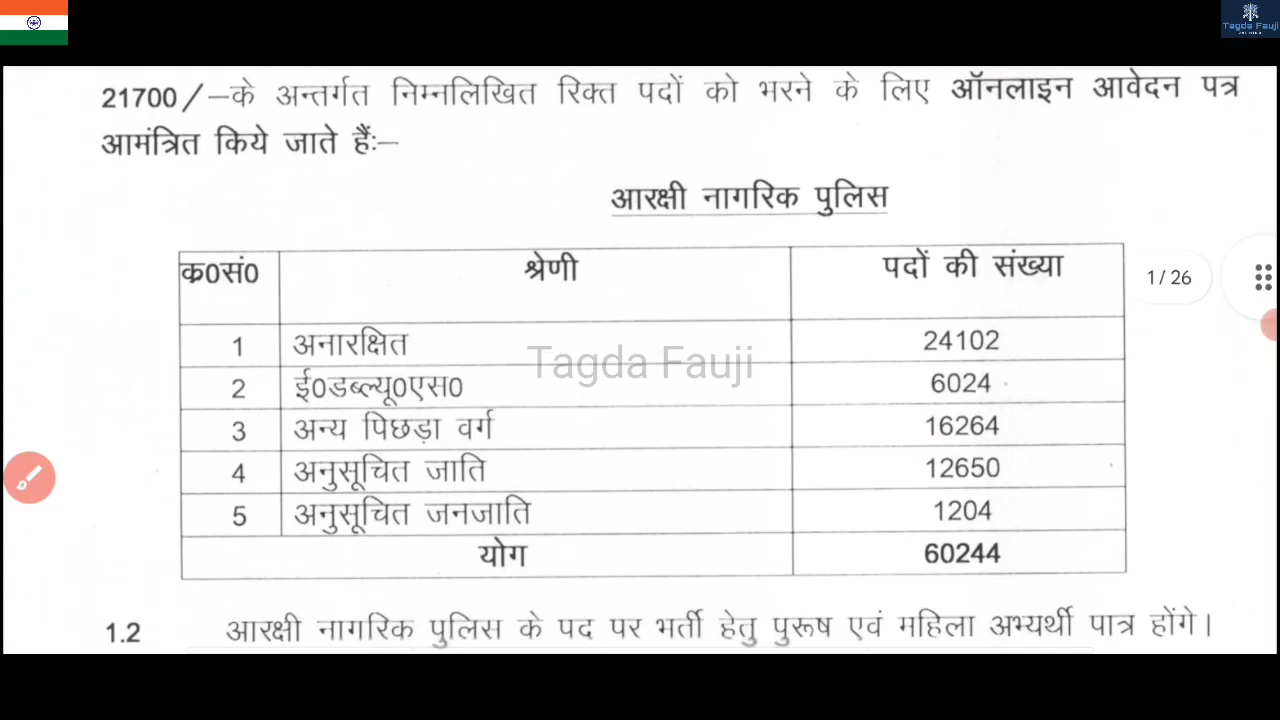 Tagda Fauji
21700/–के अन्तर्गत निम्नलिखित रिक्त पदों को भरने के लिए ऑनलाइन आवेदन पत्र
आमंत्रित किये जाते हैंः–
आरक्षी नागरिक पुलिस
क0सं0 श्रेणी पदों की संख्या
1 अनारक्षित 24102
2 ई0डब्ल्यू0एस0 6024
3 अन्य पिछड़ा वर्ग 16264
4 अनुसूचित जाति 12650
5 अनुसूचित जनजाति 1204
योग 60244
1.2 आरक्षी नागरिक पुलिस के पद पर भर्ती हेतु पुरूष एवं महिला अभ्यर्थी पात्र होंगे।
1 / 26
Tagda Fauji